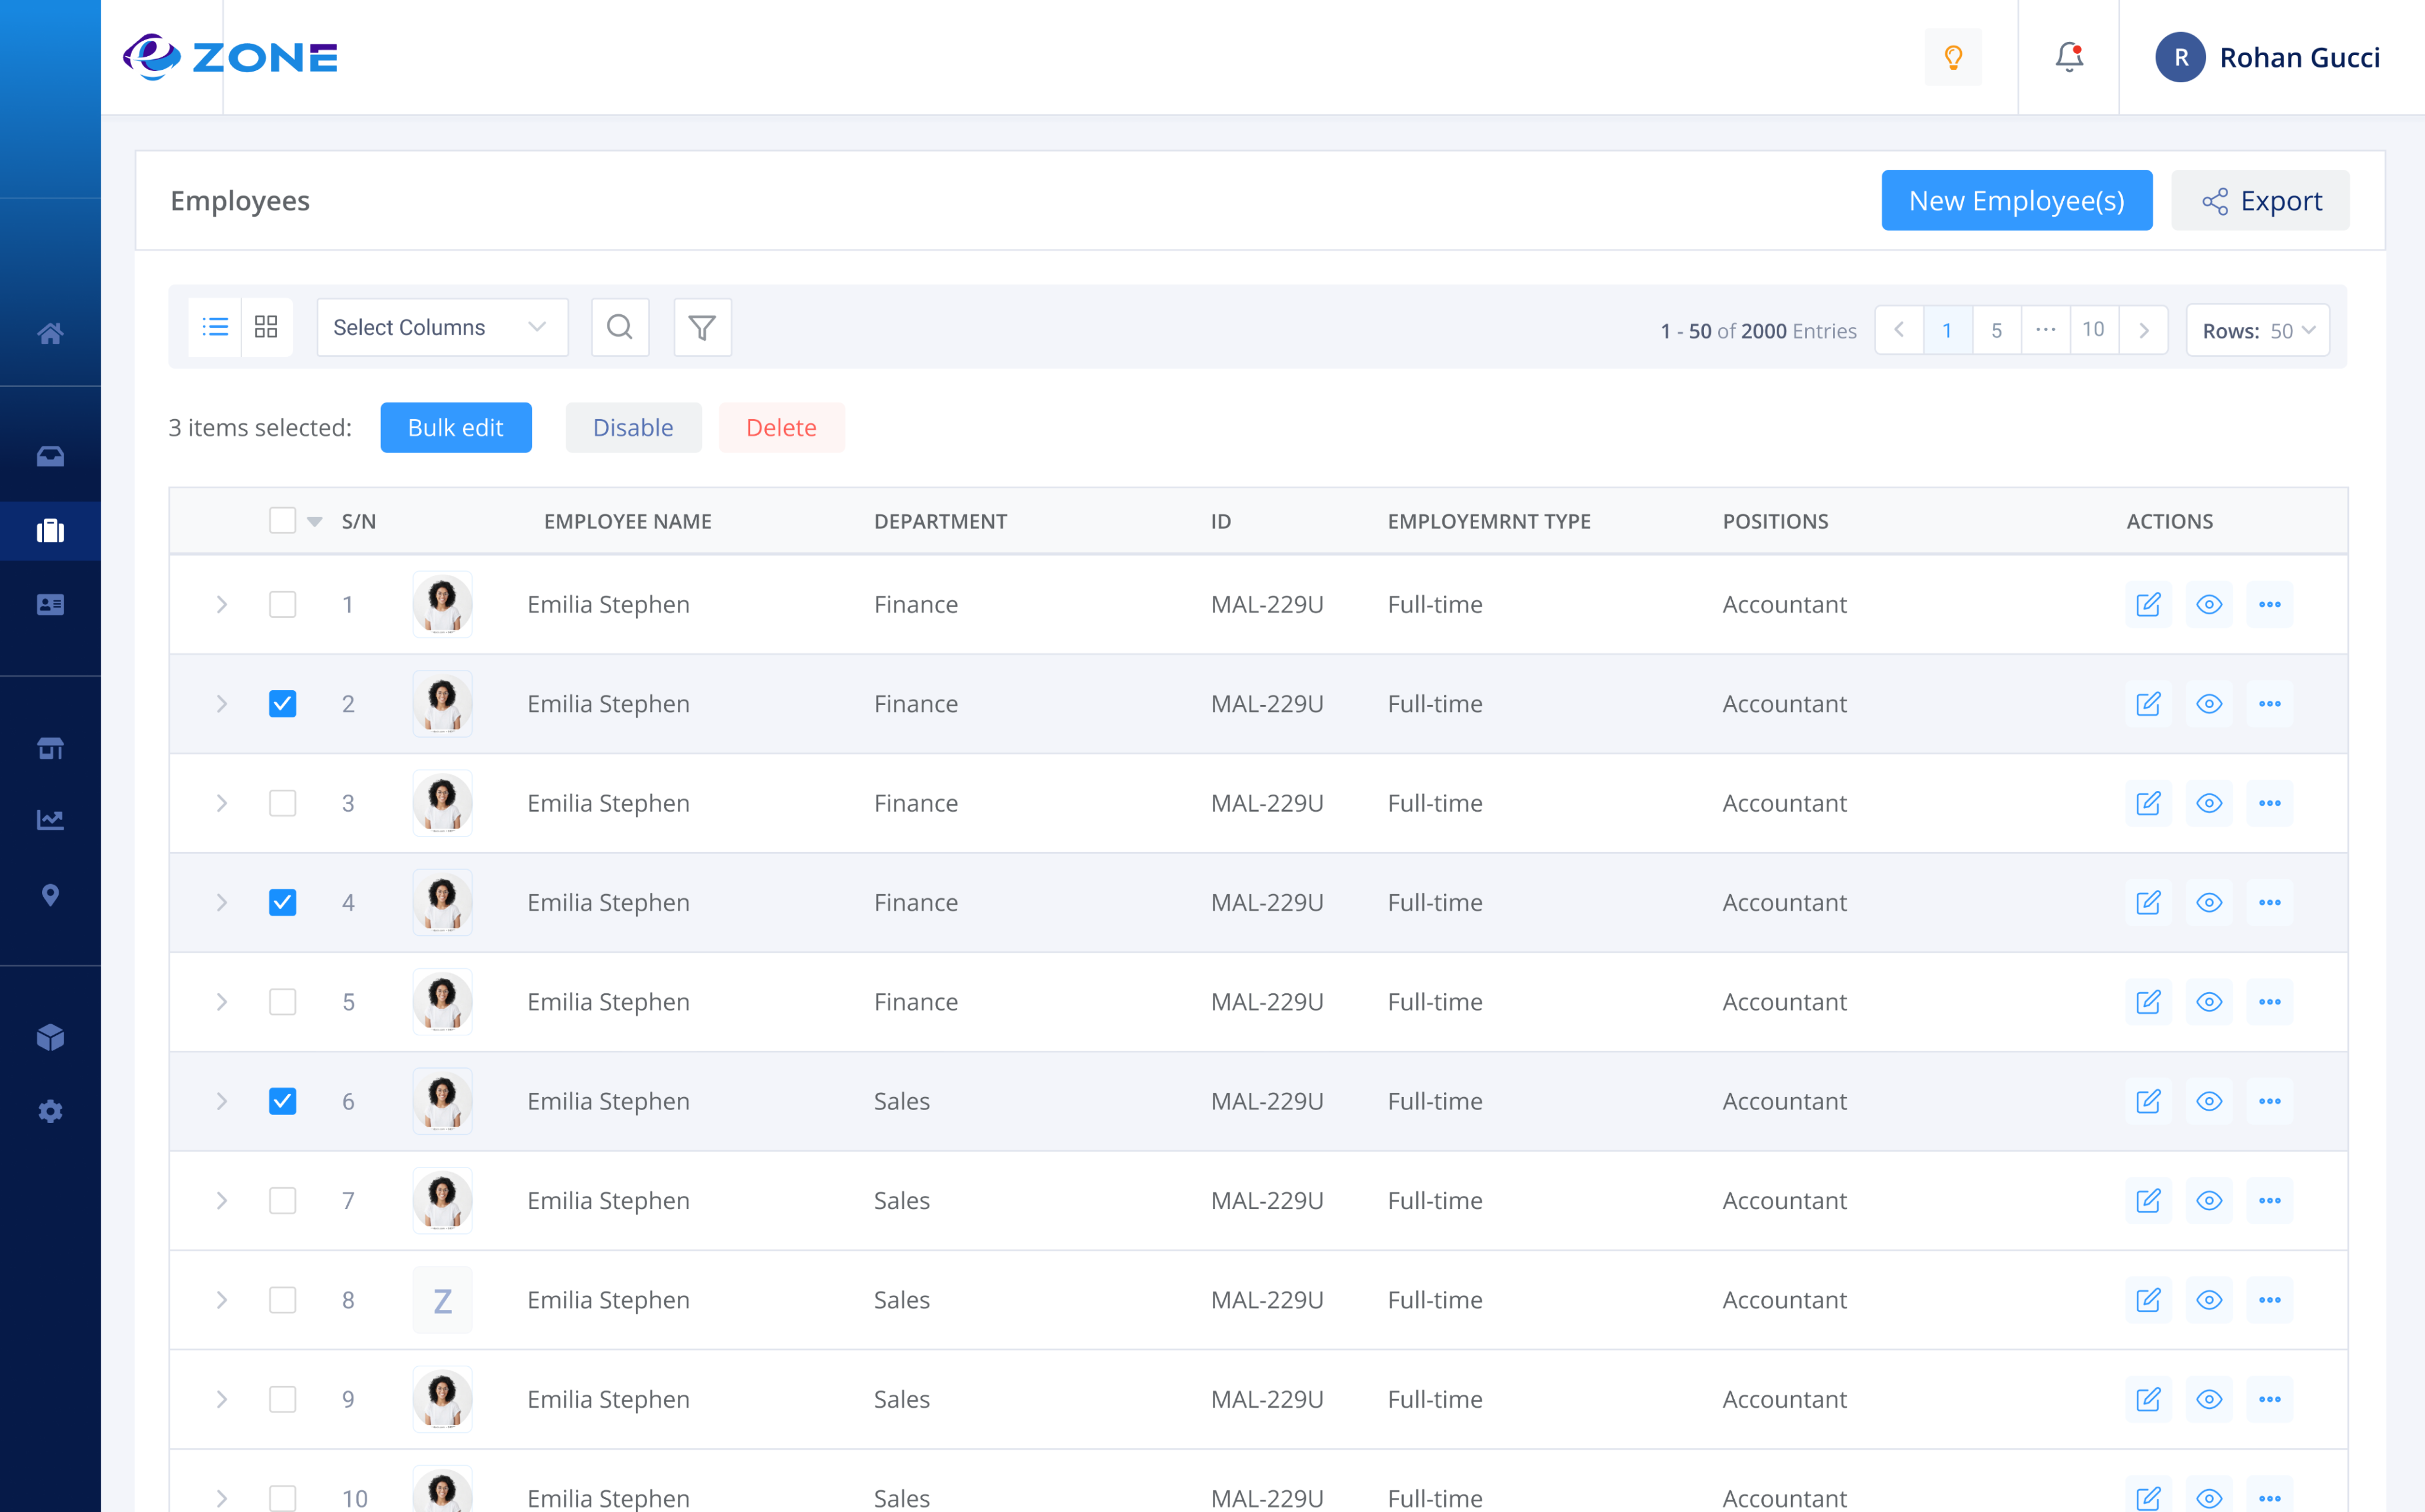 ZONE
R Rohan Gucci
Employees New Employee(s) Export
Select Columns 1 - 50 of 2000 Entries 1 5 ... 10 Rows: 50
3 items selected: Bulk edit Disable Delete
S/N EMPLOYEE NAME DEPARTMENT ID EMPLOYEMRNT TYPE POSITIONS ACTIONS
1 Emilia Stephen Finance MAL-229U Full-time Accountant
2 Emilia Stephen Finance MAL-229U Full-time Accountant
3 Emilia Stephen Finance MAL-229U Full-time Accountant
4 Emilia Stephen Finance MAL-229U Full-time Accountant
5 Emilia Stephen Finance MAL-229U Full-time Accountant
6 Emilia Stephen Sales MAL-229U Full-time Accountant
7 Emilia Stephen Sales MAL-229U Full-time Accountant
8 Z Emilia Stephen Sales MAL-229U Full-time Accountant
9 Emilia Stephen Sales MAL-229U Full-time Accountant
10 Emilia Stephen Sales MAL-229U Full-time Accountant